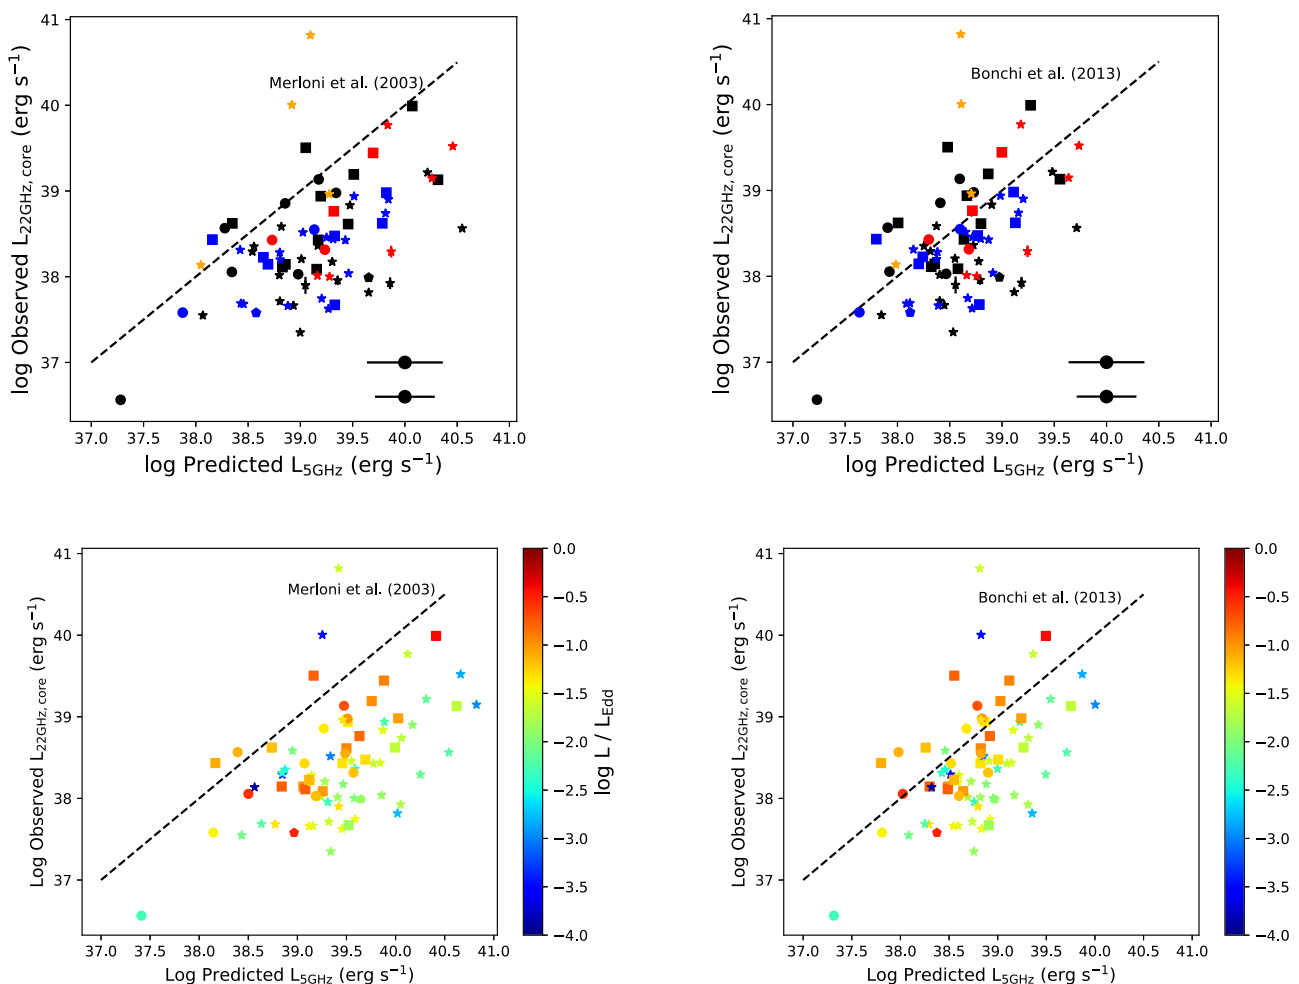 41
40
39
38
37
log Observed L22GHz,core (erg s−1)
Merloni et al. (2003)
37.0 37.5 38.0 38.5 39.0 39.5 40.0 40.5 41.0
log Predicted L5GHz (erg s−1)
41
40
39
38
37
log Observed L22GHz,core (erg s−1)
Bonchi et al. (2013)
37.0 37.5 38.0 38.5 39.0 39.5 40.0 40.5 41.0
log Predicted L5GHz (erg s−1)
41
40
39
38
37
Log Observed L22GHz,core (erg s−1)
Merloni et al. (2003)
37.0 37.5 38.0 38.5 39.0 39.5 40.0 40.5 41.0
Log Predicted L5GHz (erg s−1)
0.0
−0.5
−1.0
−1.5
−2.0
−2.5
−3.0
−3.5
−4.0
log L / LEdd
41
40
39
38
37
Log Observed L22GHz,core (erg s−1)
Bonchi et al. (2013)
37.0 37.5 38.0 38.5 39.0 39.5 40.0 40.5 41.0
Log Predicted L5GHz (erg s−1)
0.0
−0.5
−1.0
−1.5
−2.0
−2.5
−3.0
−3.5
−4.0